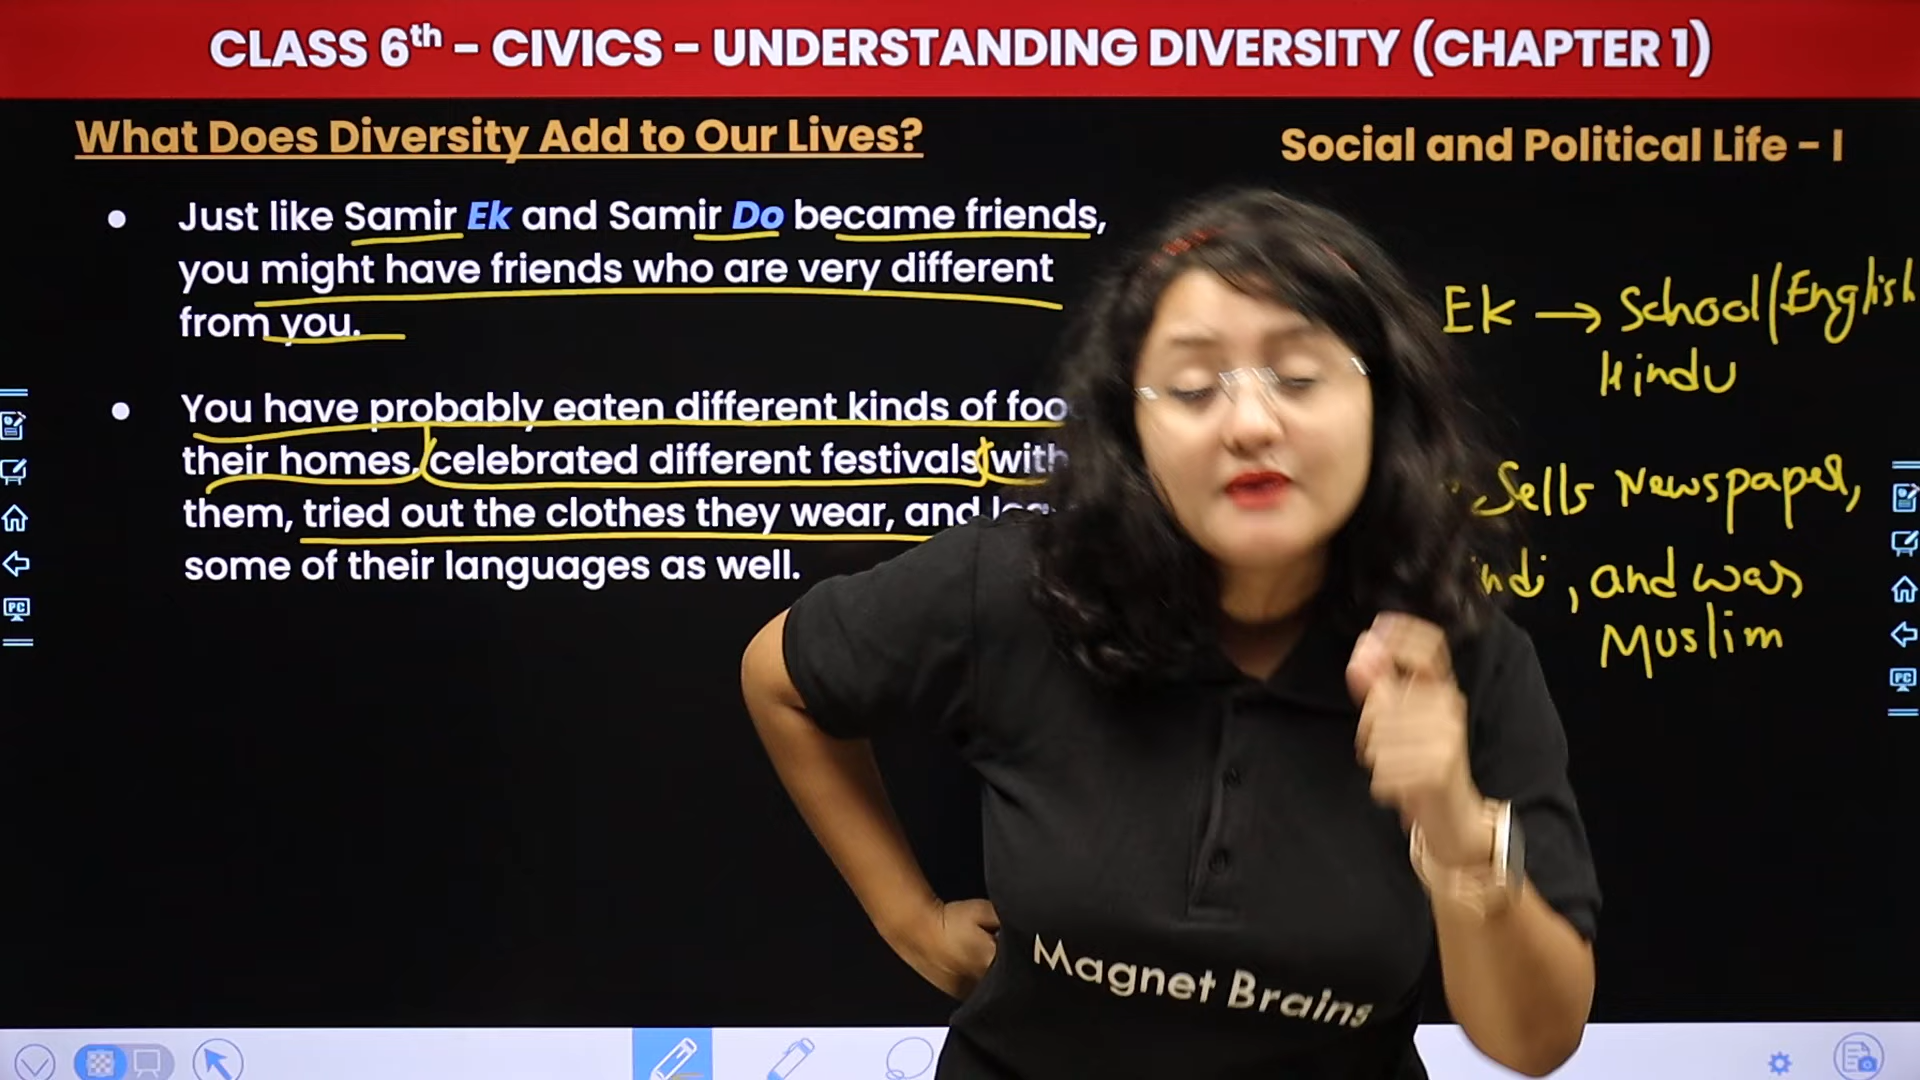 CLASS 6th – CIVICS – UNDERSTANDING DIVERSITY (CHAPTER 1)
What Does Diversity Add to Our Lives?
Social and Political Life – I
● Just like Samir Ek and Samir Do became friends,
you might have friends who are very different
from you.
● You have probably eaten different kinds of
their homes, celebrated different festivals with
them, tried out the clothes they wear, and
some of their languages as well.
Ek → School/English
Hindu
Sells Newspaper,
, and was
Muslim
Magnet Brains
PC
PC